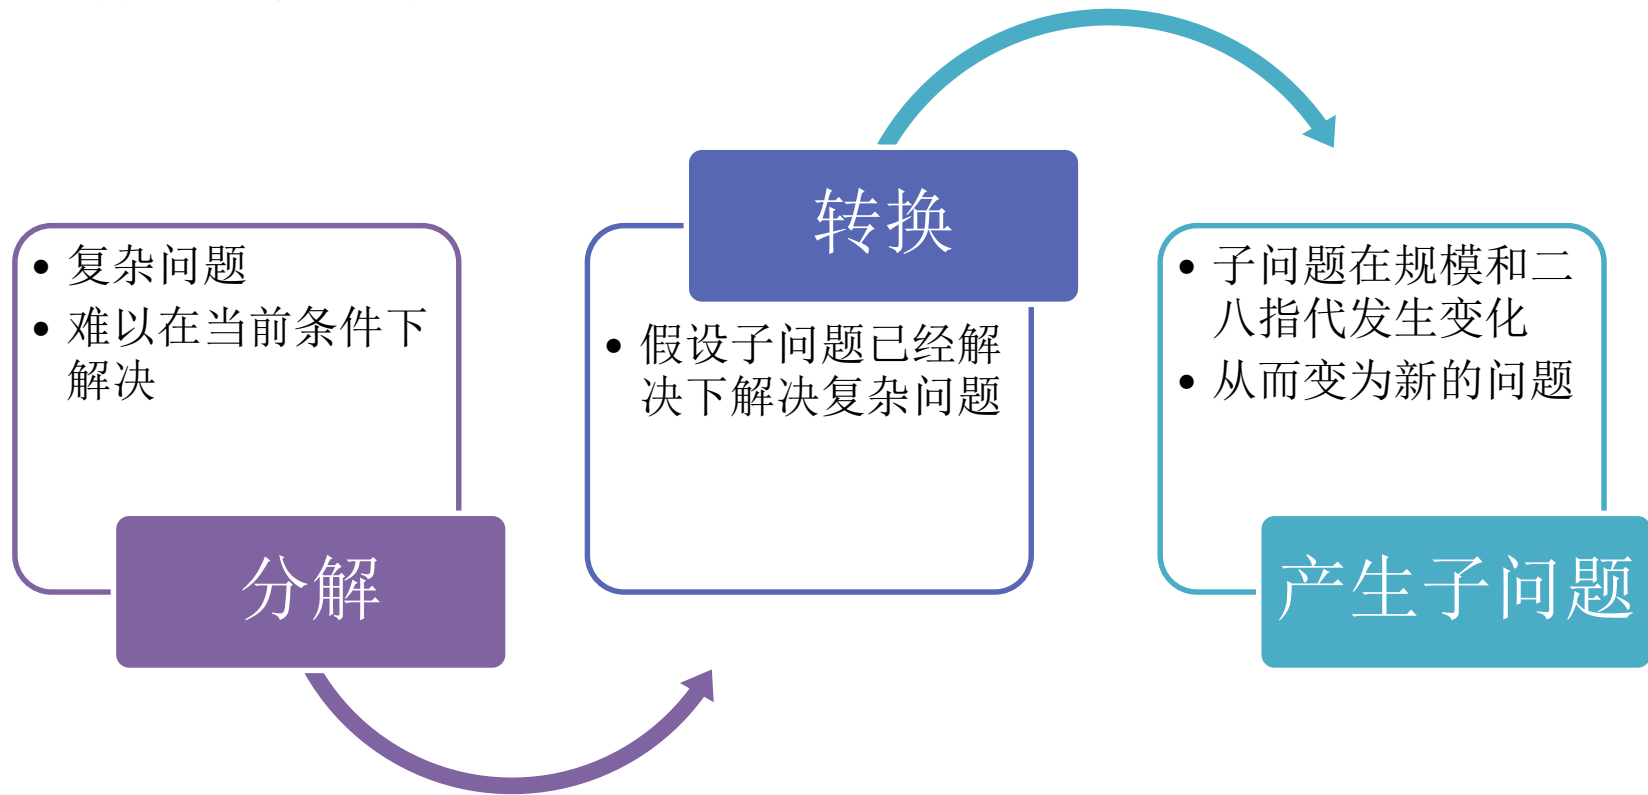 • 复杂问题
• 难以在当前条件下
解决
分解
转换
• 假设子问题已经解
决下解决复杂问题
• 子问题在规模和二
八指代发生变化
• 从而变为新的问题
产生子问题